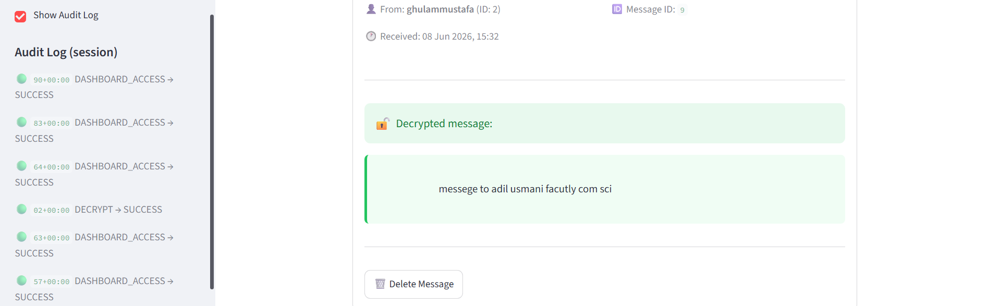 Show Audit Log
Audit Log (session)
90+00:00 DASHBOARD_ACCESS →
SUCCESS
83+00:00 DASHBOARD_ACCESS →
SUCCESS
64+00:00 DASHBOARD_ACCESS →
SUCCESS
02+00:00 DECRYPT → SUCCESS
63+00:00 DASHBOARD_ACCESS →
SUCCESS
57+00:00 DASHBOARD_ACCESS →
SUCCESS
From: ghulammustafa (ID: 2)
🆔 Message ID: 9
Received: 08 Jun 2026, 15:32
Decrypted message:
messege to adil usmani facutly com sci
Delete Message